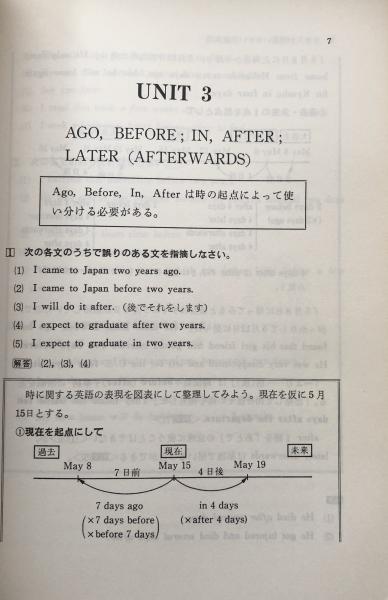 7
UNIT 3
AGO, BEFORE; IN, AFTER;
LATER (AFTERWARDS)
Ago, Before, In, After は時の起点によって使
い分ける必要がある。
1 次の各文のうちで誤りのある文を指摘しなさい。
(1) I came to Japan two years ago.
(2) I came to Japan before two years.
(3) I will do it after.(後でそれをします)
(4) I expect to graduate after two years.
(5) I expect to graduate in two years.
解答 (2), (3), (4)
時に関する英語の表現を図表にして整理してみよう。現在を仮に5月
15日とする。
①現在を起点にして
過去 現在 未来
May 8 7日前 May 15 4日後 May 19
7 days ago in 4 days
(×7 days before) (×after 4 days)
(×before 7 days)